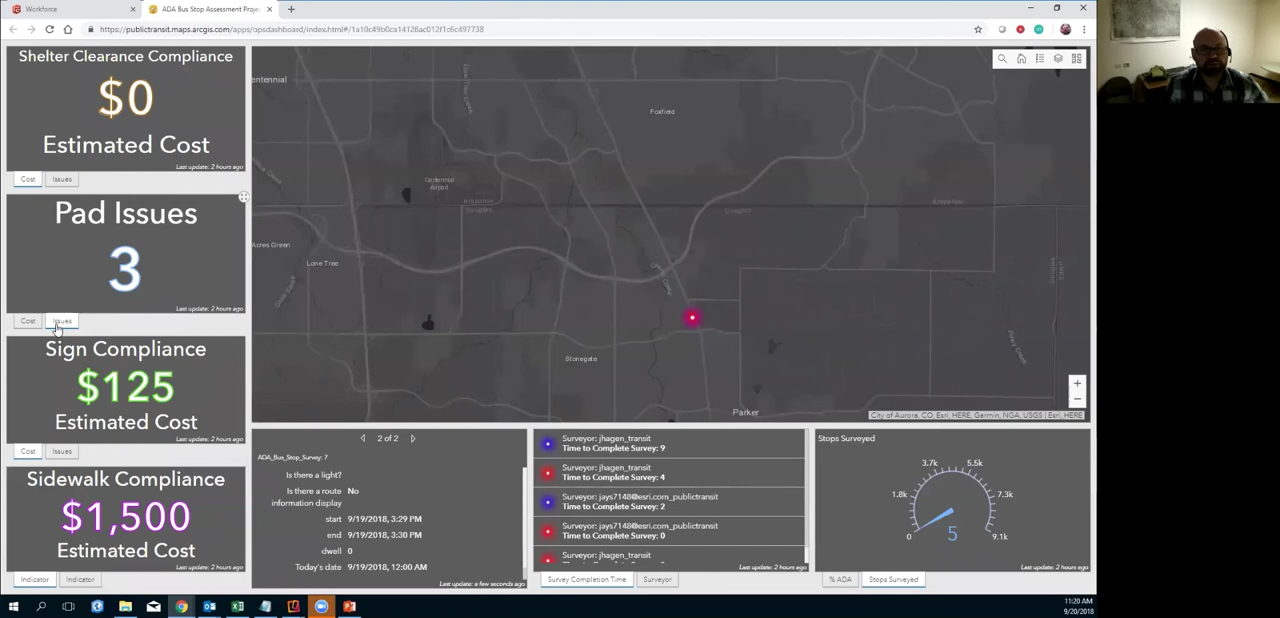 Workforce
ADA Bus Stop Assessment Proje
https://publictransit.maps.arcgis.com/apps/opsdashboard/index.html#/1a10c49b0ca14128ac012f1c6c497738
Shelter Clearance Compliance
$0
Estimated Cost
Last update: 2 hours ago
Cost
Issues
Pad Issues
3
Last update: 2 hours ago
Cost
Issues
Sign Compliance
$125
Estimated Cost
Last update: 2 hours ago
Cost
Issues
Sidewalk Compliance
$1,500
Estimated Cost
Last update: 2 hours ago
Indicator
Indicator
entennial
Foxfield
Centennial
Airport
Arapahoe
Douglas
Acres Green
Lone Tree
Stonegate
Parker
City of Aurora, CO, Esri, HERE, Garmin, NGA, USGS | Esri, HERE
2 of 2
ADA_Bus_Stop_Survey: 7
Is there a light?
Is there a route No
information display
start 9/19/2018, 3:29 PM
end 9/19/2018, 3:30 PM
dwell 0
Today's date 9/19/2018, 12:00 AM
Last update: a few seconds ago
Surveyor: jhagen_transit
Time to Complete Survey: 9
Surveyor: jhagen_transit
Time to Complete Survey: 4
Surveyor: jays7148@esri.com_publictransit
Time to Complete Survey: 2
Surveyor: jays7148@esri.com_publictransit
Time to Complete Survey: 0
Surveyor: jhagen_transit
Last update: 2 hours ago
Survey Completion Time
Surveyor
Stops Surveyed
0
1.8k
3.7k
5.5k
7.3k
9.1k
5
Last update: 2 hours ago
% ADA
Stops Surveyed
11:20 AM
9/20/2018